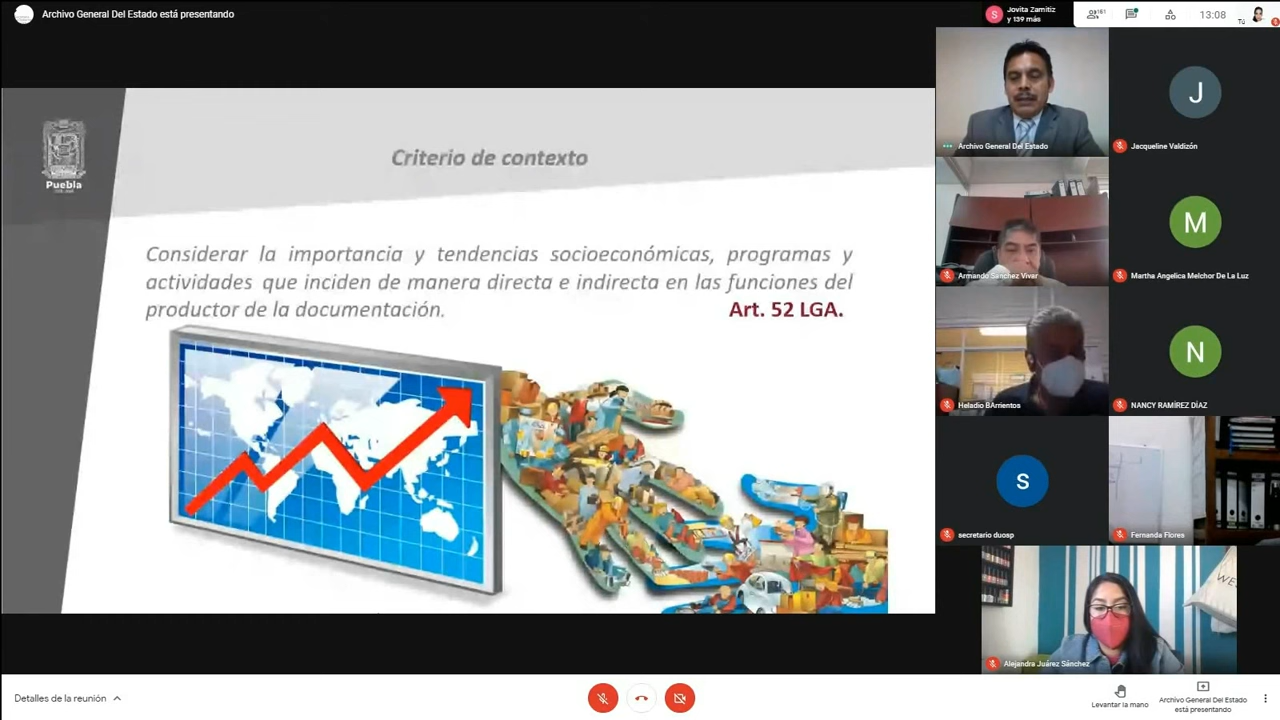 Archivo General Del Estado está presentando
Jovita Zamitiz
y 139 más
161
13:08
Tú
Puebla
Criterio de contexto
Considerar la importancia y tendencias socioeconómicas, programas y
actividades que inciden de manera directa e indirecta en las funciones del
productor de la documentación.
Art. 52 LGA.
Archivo General Del Estado
J
Jacqueline Valdizón
Armando Sanchez Vivar
M
Martha Angelica Melchor De La Luz
Heladio BArrientos
N
NANCY RAMÍREZ DÍAZ
S
secretario duosp
Fernanda Flores
WE
Alejandra Juárez Sánchez
Detalles de la reunión
Levantar la mano
Archivo General Del Estado
está presentando